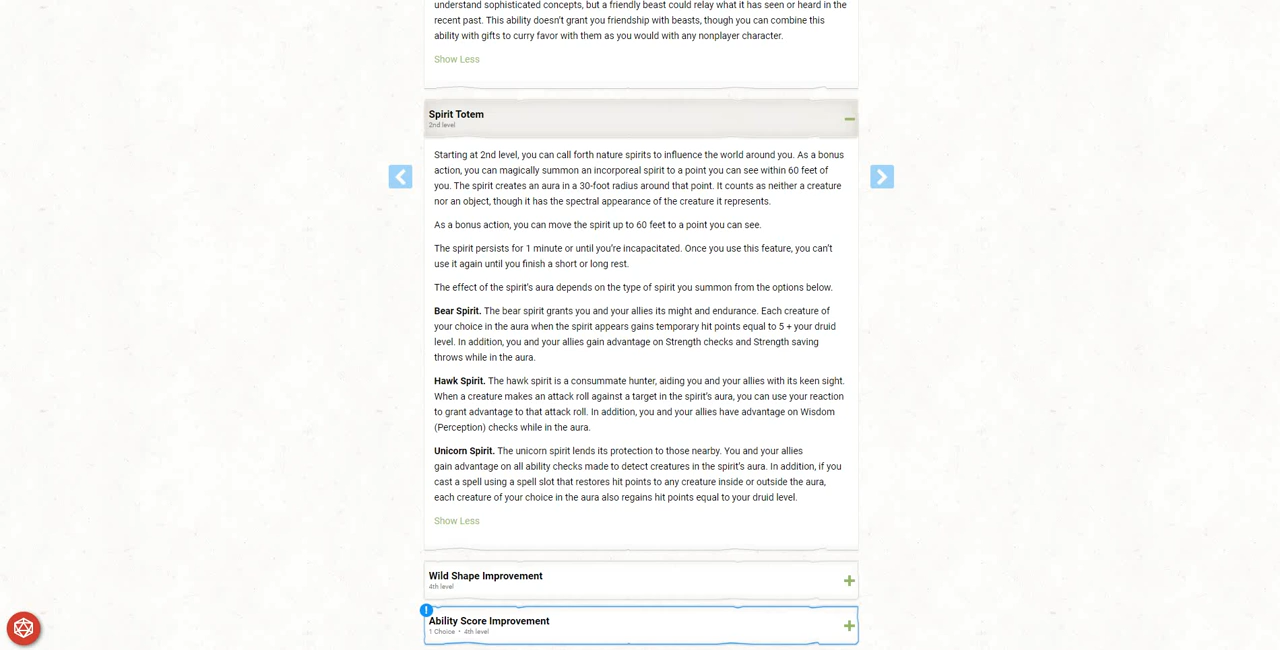 understand sophisticated concepts, but a friendly beast could relay what it has seen or heard in the
recent past. This ability doesn't grant you friendship with beasts, though you can combine this
ability with gifts to curry favor with them as you would with any nonplayer character.
Show Less
Spirit Totem
2nd level
Starting at 2nd level, you can call forth nature spirits to influence the world around you. As a bonus
action, you can magically summon an incorporeal spirit to a point you can see within 60 feet of
you. The spirit creates an aura in a 30-foot radius around that point. It counts as neither a creature
nor an object, though it has the spectral appearance of the creature it represents.
As a bonus action, you can move the spirit up to 60 feet to a point you can see.
The spirit persists for 1 minute or until you're incapacitated. Once you use this feature, you can't
use it again until you finish a short or long rest.
The effect of the spirit's aura depends on the type of spirit you summon from the options below.
Bear Spirit. The bear spirit grants you and your allies its might and endurance. Each creature of
your choice in the aura when the spirit appears gains temporary hit points equal to 5 + your druid
level. In addition, you and your allies gain advantage on Strength checks and Strength saving
throws while in the aura.
Hawk Spirit. The hawk spirit is a consummate hunter, aiding you and your allies with its keen sight.
When a creature makes an attack roll against a target in the spirit's aura, you can use your reaction
to grant advantage to that attack roll. In addition, you and your allies have advantage on Wisdom
(Perception) checks while in the aura.
Unicorn Spirit. The unicorn spirit lends its protection to those nearby. You and your allies
gain advantage on all ability checks made to detect creatures in the spirit's aura. In addition, if you
cast a spell using a spell slot that restores hit points to any creature inside or outside the aura,
each creature of your choice in the aura also regains hit points equal to your druid level.
Show Less
Wild Shape Improvement
4th level
!
Ability Score Improvement
1 Choice • 4th level